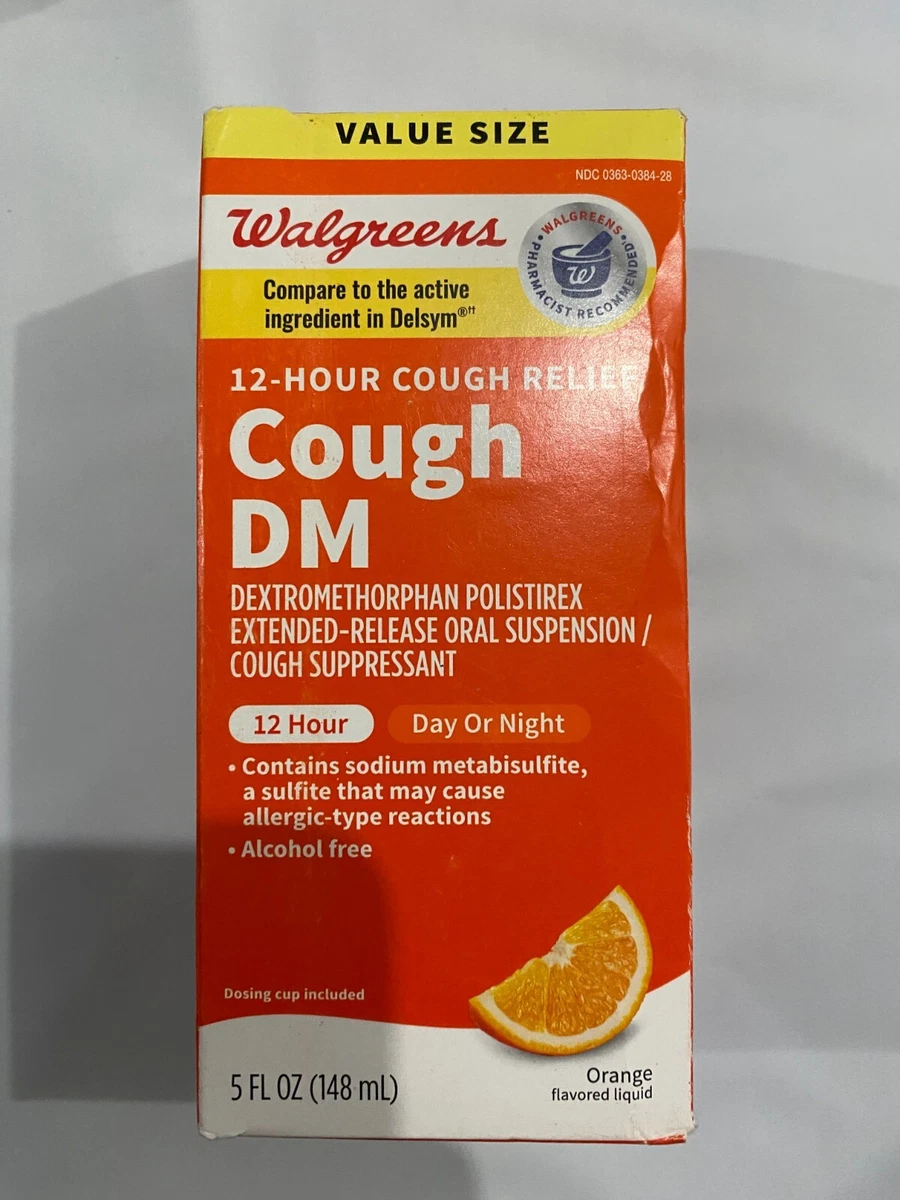 VALUE SIZE
NDC 0363-0384-28
Walgreens
• WALGREENS •
PHARMACIST RECOMMENDED†
W
Compare to the active
ingredient in Delsym®††
12-HOUR COUGH RELIEF
Cough
DM
DEXTROMETHORPHAN POLISTIREX
EXTENDED-RELEASE ORAL SUSPENSION /
COUGH SUPPRESSANT
12 Hour
Day Or Night
• Contains sodium metabisulfite,
a sulfite that may cause
allergic-type reactions
• Alcohol free
Dosing cup included
5 FL OZ (148 mL)
Orange
flavored liquid